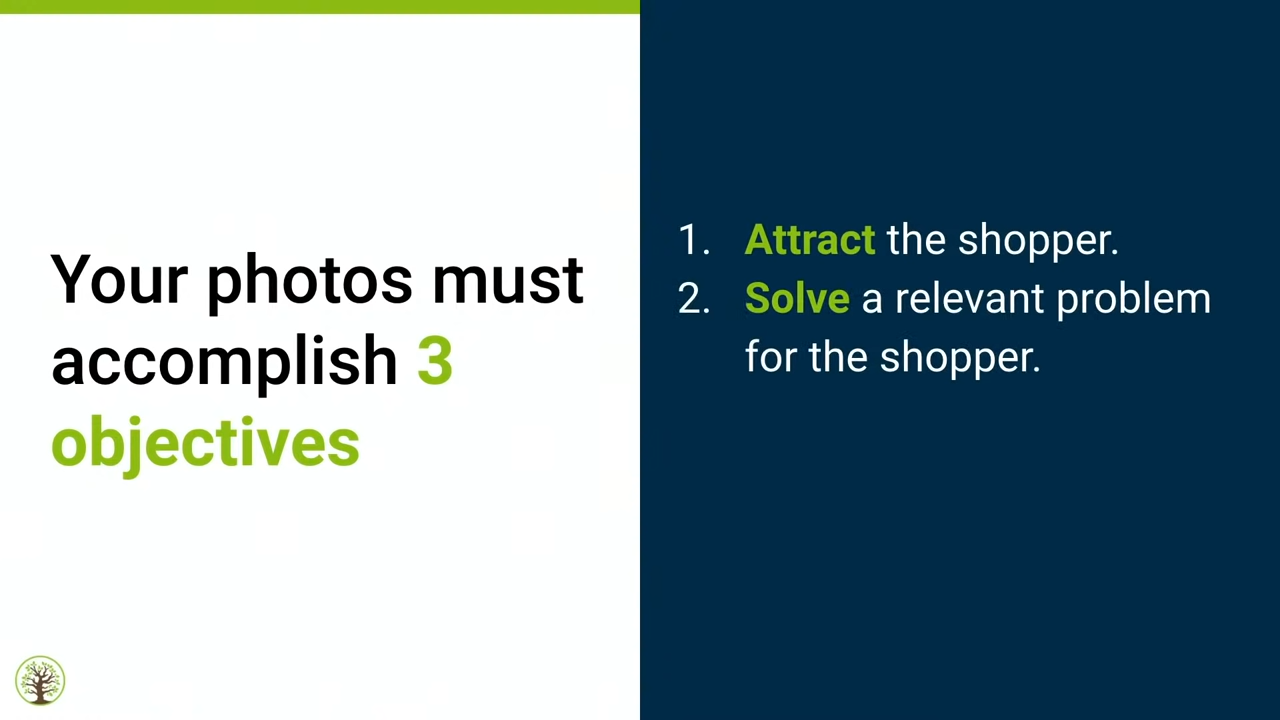 Your photos must
accomplish 3
objectives
1. Attract the shopper.
2. Solve a relevant problem
for the shopper.